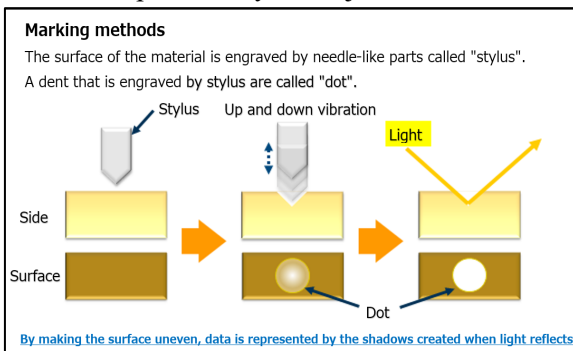 Marking methods
The surface of the material is engraved by needle-like parts called "stylus".
A dent that is engraved by stylus are called "dot".
Stylus
Up and down vibration
Light
Side
Surface
Dot
By making the surface uneven, data is represented by the shadows created when light reflects